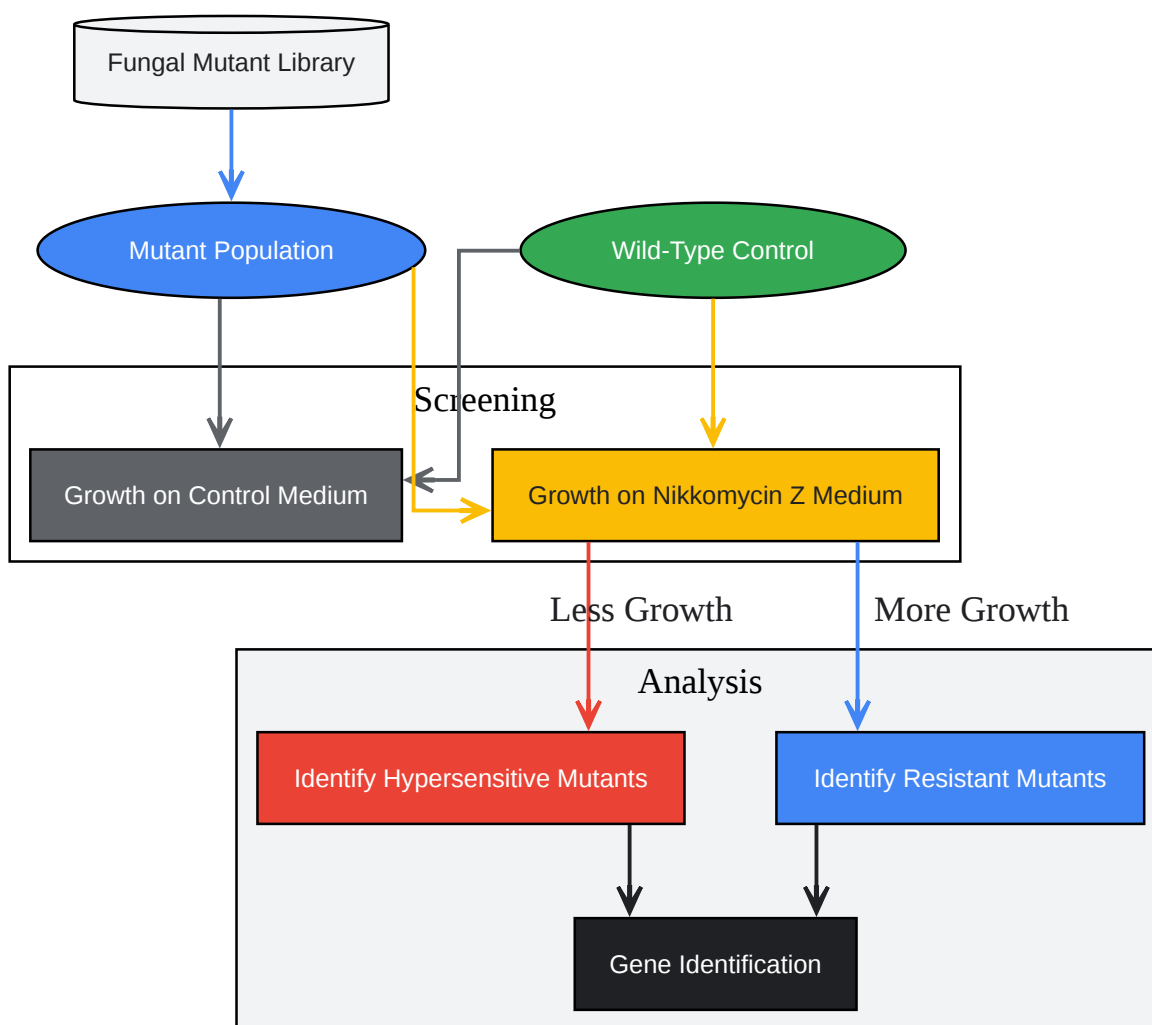 Fungal Mutant Library
Mutant Population
Wild-Type Control
Screening
Growth on Control Medium
Growth on Nikkomycin Z Medium
Less Growth
More Growth
Analysis
Identify Hypersensitive Mutants
Identify Resistant Mutants
Gene Identification